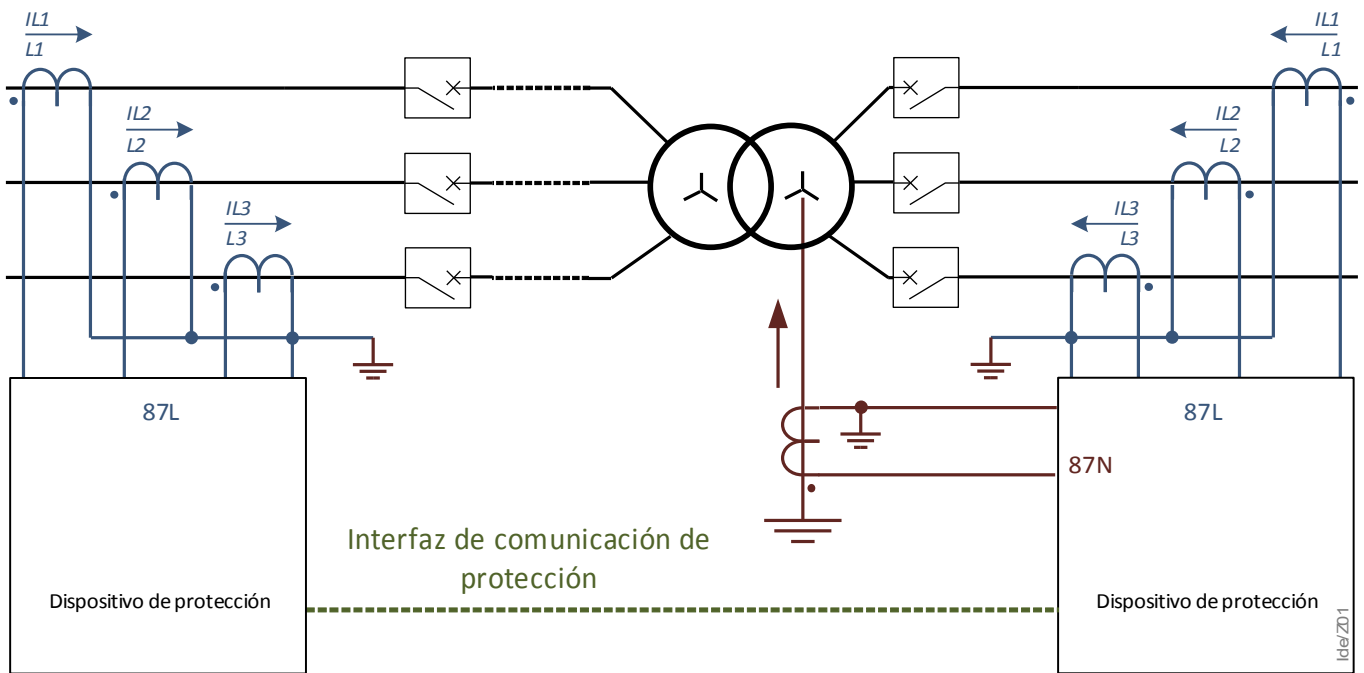 IL1
L1
IL1
L1
IL2
L2
IL2
L2
IL3
L3
IL3
L3
87L
87L
87N
Interfaz de comunicación de
protección
Dispositivo de protección
Dispositivo de protección
Ide/Z01